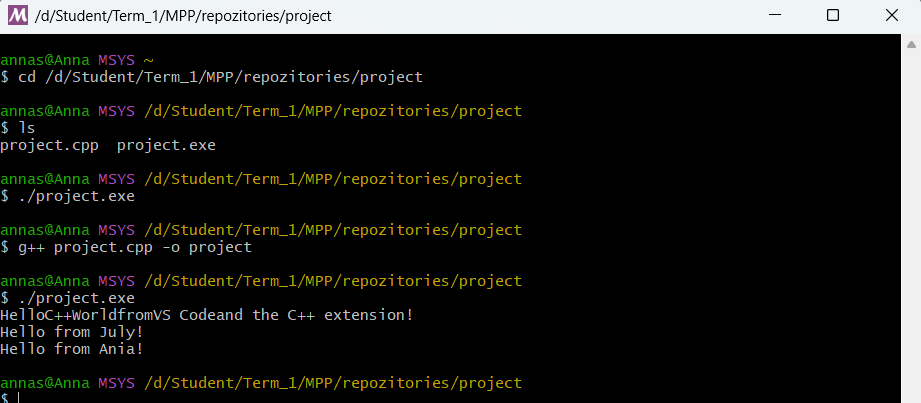 M /d/Student/Term_1/MPP/repozitories/project
annas@Anna MSYS ~
$ cd /d/Student/Term_1/MPP/repozitories/project
annas@Anna MSYS /d/Student/Term_1/MPP/repozitories/project
$ ls
project.cpp  project.exe
annas@Anna MSYS /d/Student/Term_1/MPP/repozitories/project
$ ./project.exe
annas@Anna MSYS /d/Student/Term_1/MPP/repozitories/project
$ g++ project.cpp -o project
annas@Anna MSYS /d/Student/Term_1/MPP/repozitories/project
$ ./project.exe
HelloC++WorldfromVS Codeand the C++ extension!
Hello from July!
Hello from Ania!
annas@Anna MSYS /d/Student/Term_1/MPP/repozitories/project
$